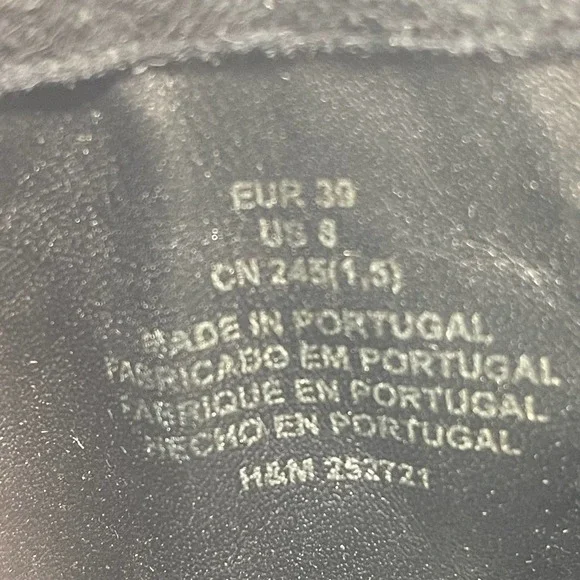 EUR 39
US 8
CN 245(1,5)
MADE IN PORTUGAL
FABRICADO EM PORTUGAL
FABRIQUE EN PORTUGAL
HECHO EN PORTUGAL
H&M 252721